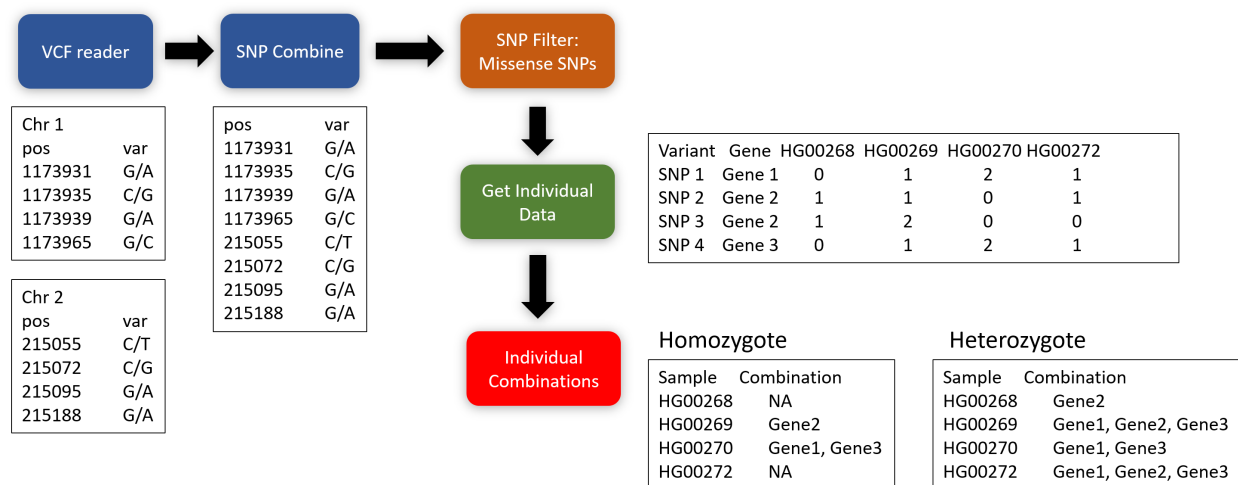 VCF reader
SNP Combine
SNP Filter:
Missense SNPs
Chr 1
pos var
1173931 G/A
1173935 C/G
1173939 G/A
1173965 G/C
Chr 2
pos var
215055 C/T
215072 C/G
215095 G/A
215188 G/A
pos var
1173931 G/A
1173935 C/G
1173939 G/A
1173965 G/C
215055 C/T
215072 C/G
215095 G/A
215188 G/A
Get Individual
Data
Variant Gene HG00268 HG00269 HG00270 HG00272
SNP 1 Gene 1 0 1 2 1
SNP 2 Gene 2 1 1 0 1
SNP 3 Gene 2 1 2 0 0
SNP 4 Gene 3 0 1 2 1
Individual
Combinations
Homozygote
Sample Combination
HG00268 NA
HG00269 Gene2
HG00270 Gene1, Gene3
HG00272 NA
Heterozygote
Sample Combination
HG00268 Gene2
HG00269 Gene1, Gene2, Gene3
HG00270 Gene1, Gene3
HG00272 Gene1, Gene2, Gene3